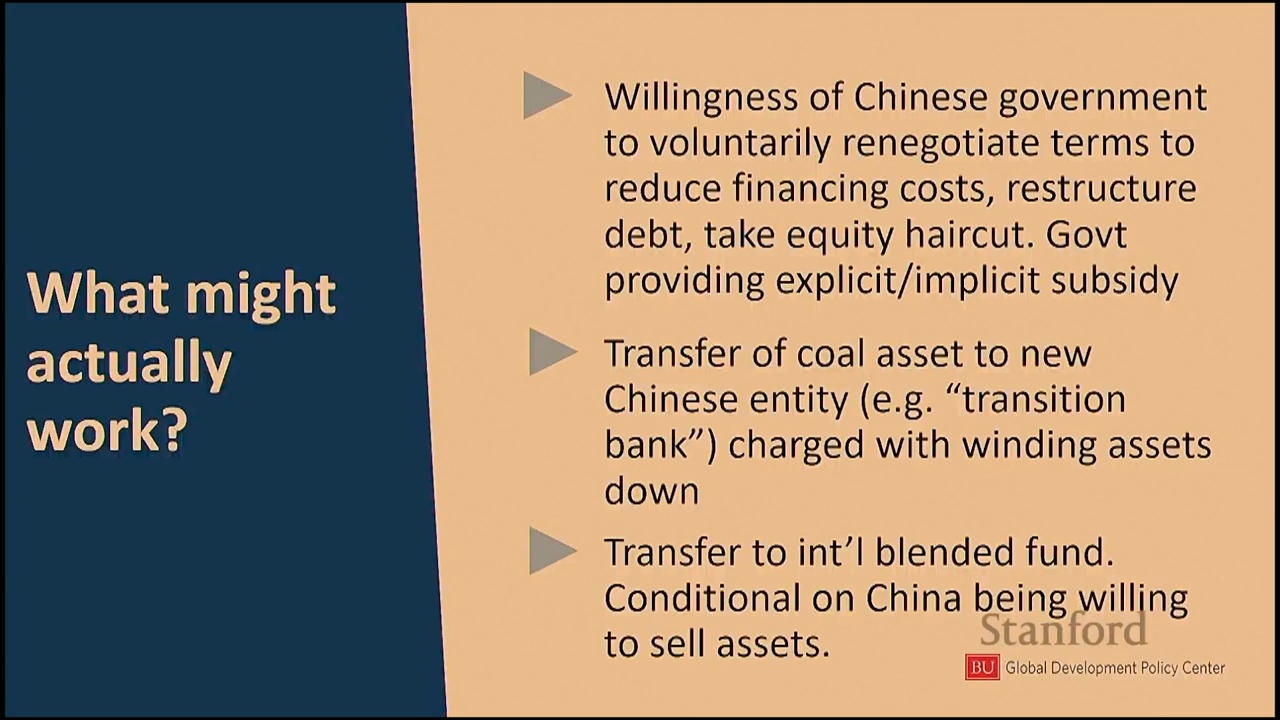 What might
actually
work?
Willingness of Chinese government
to voluntarily renegotiate terms to
reduce financing costs, restructure
debt, take equity haircut. Govt
providing explicit/implicit subsidy
Transfer of coal asset to new
Chinese entity (e.g. “transition
bank”) charged with winding assets
down
Transfer to int’l blended fund.
Conditional on China being willing
to sell assets.
Stanford
BU Global Development Policy Center